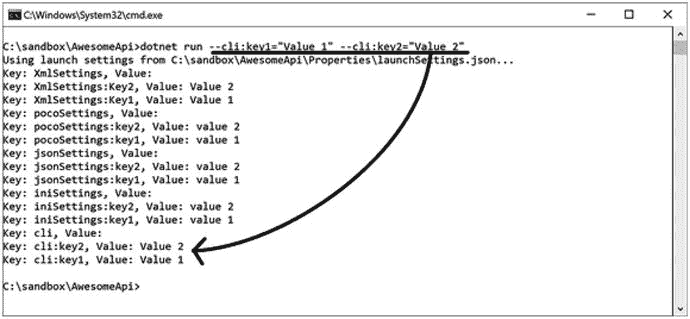 C:\Windows\System32\cmd.exe
C:\sandbox\AwesomeApi>dotnet run --cli:key1="Value 1" --cli:key2="Value 2"
Using launch settings from C:\sandbox\AwesomeApi\Properties\launchSettings.json...
Key: XmlSettings, Value:
Key: XmlSettings:Key2, Value: Value 2
Key: XmlSettings:Key1, Value: Value 1
Key: pocoSettings, Value:
Key: pocoSettings:key2, Value: value 2
Key: pocoSettings:key1, Value: value 1
Key: jsonSettings, Value:
Key: jsonSettings:key2, Value: value 2
Key: jsonSettings:key1, Value: value 1
Key: iniSettings, Value:
Key: iniSettings:key2, Value: value 2
Key: iniSettings:key1, Value: value 1
Key: cli, Value:
Key: cli:key2, Value: Value 2
Key: cli:key1, Value: Value 1
C:\sandbox\AwesomeApi>